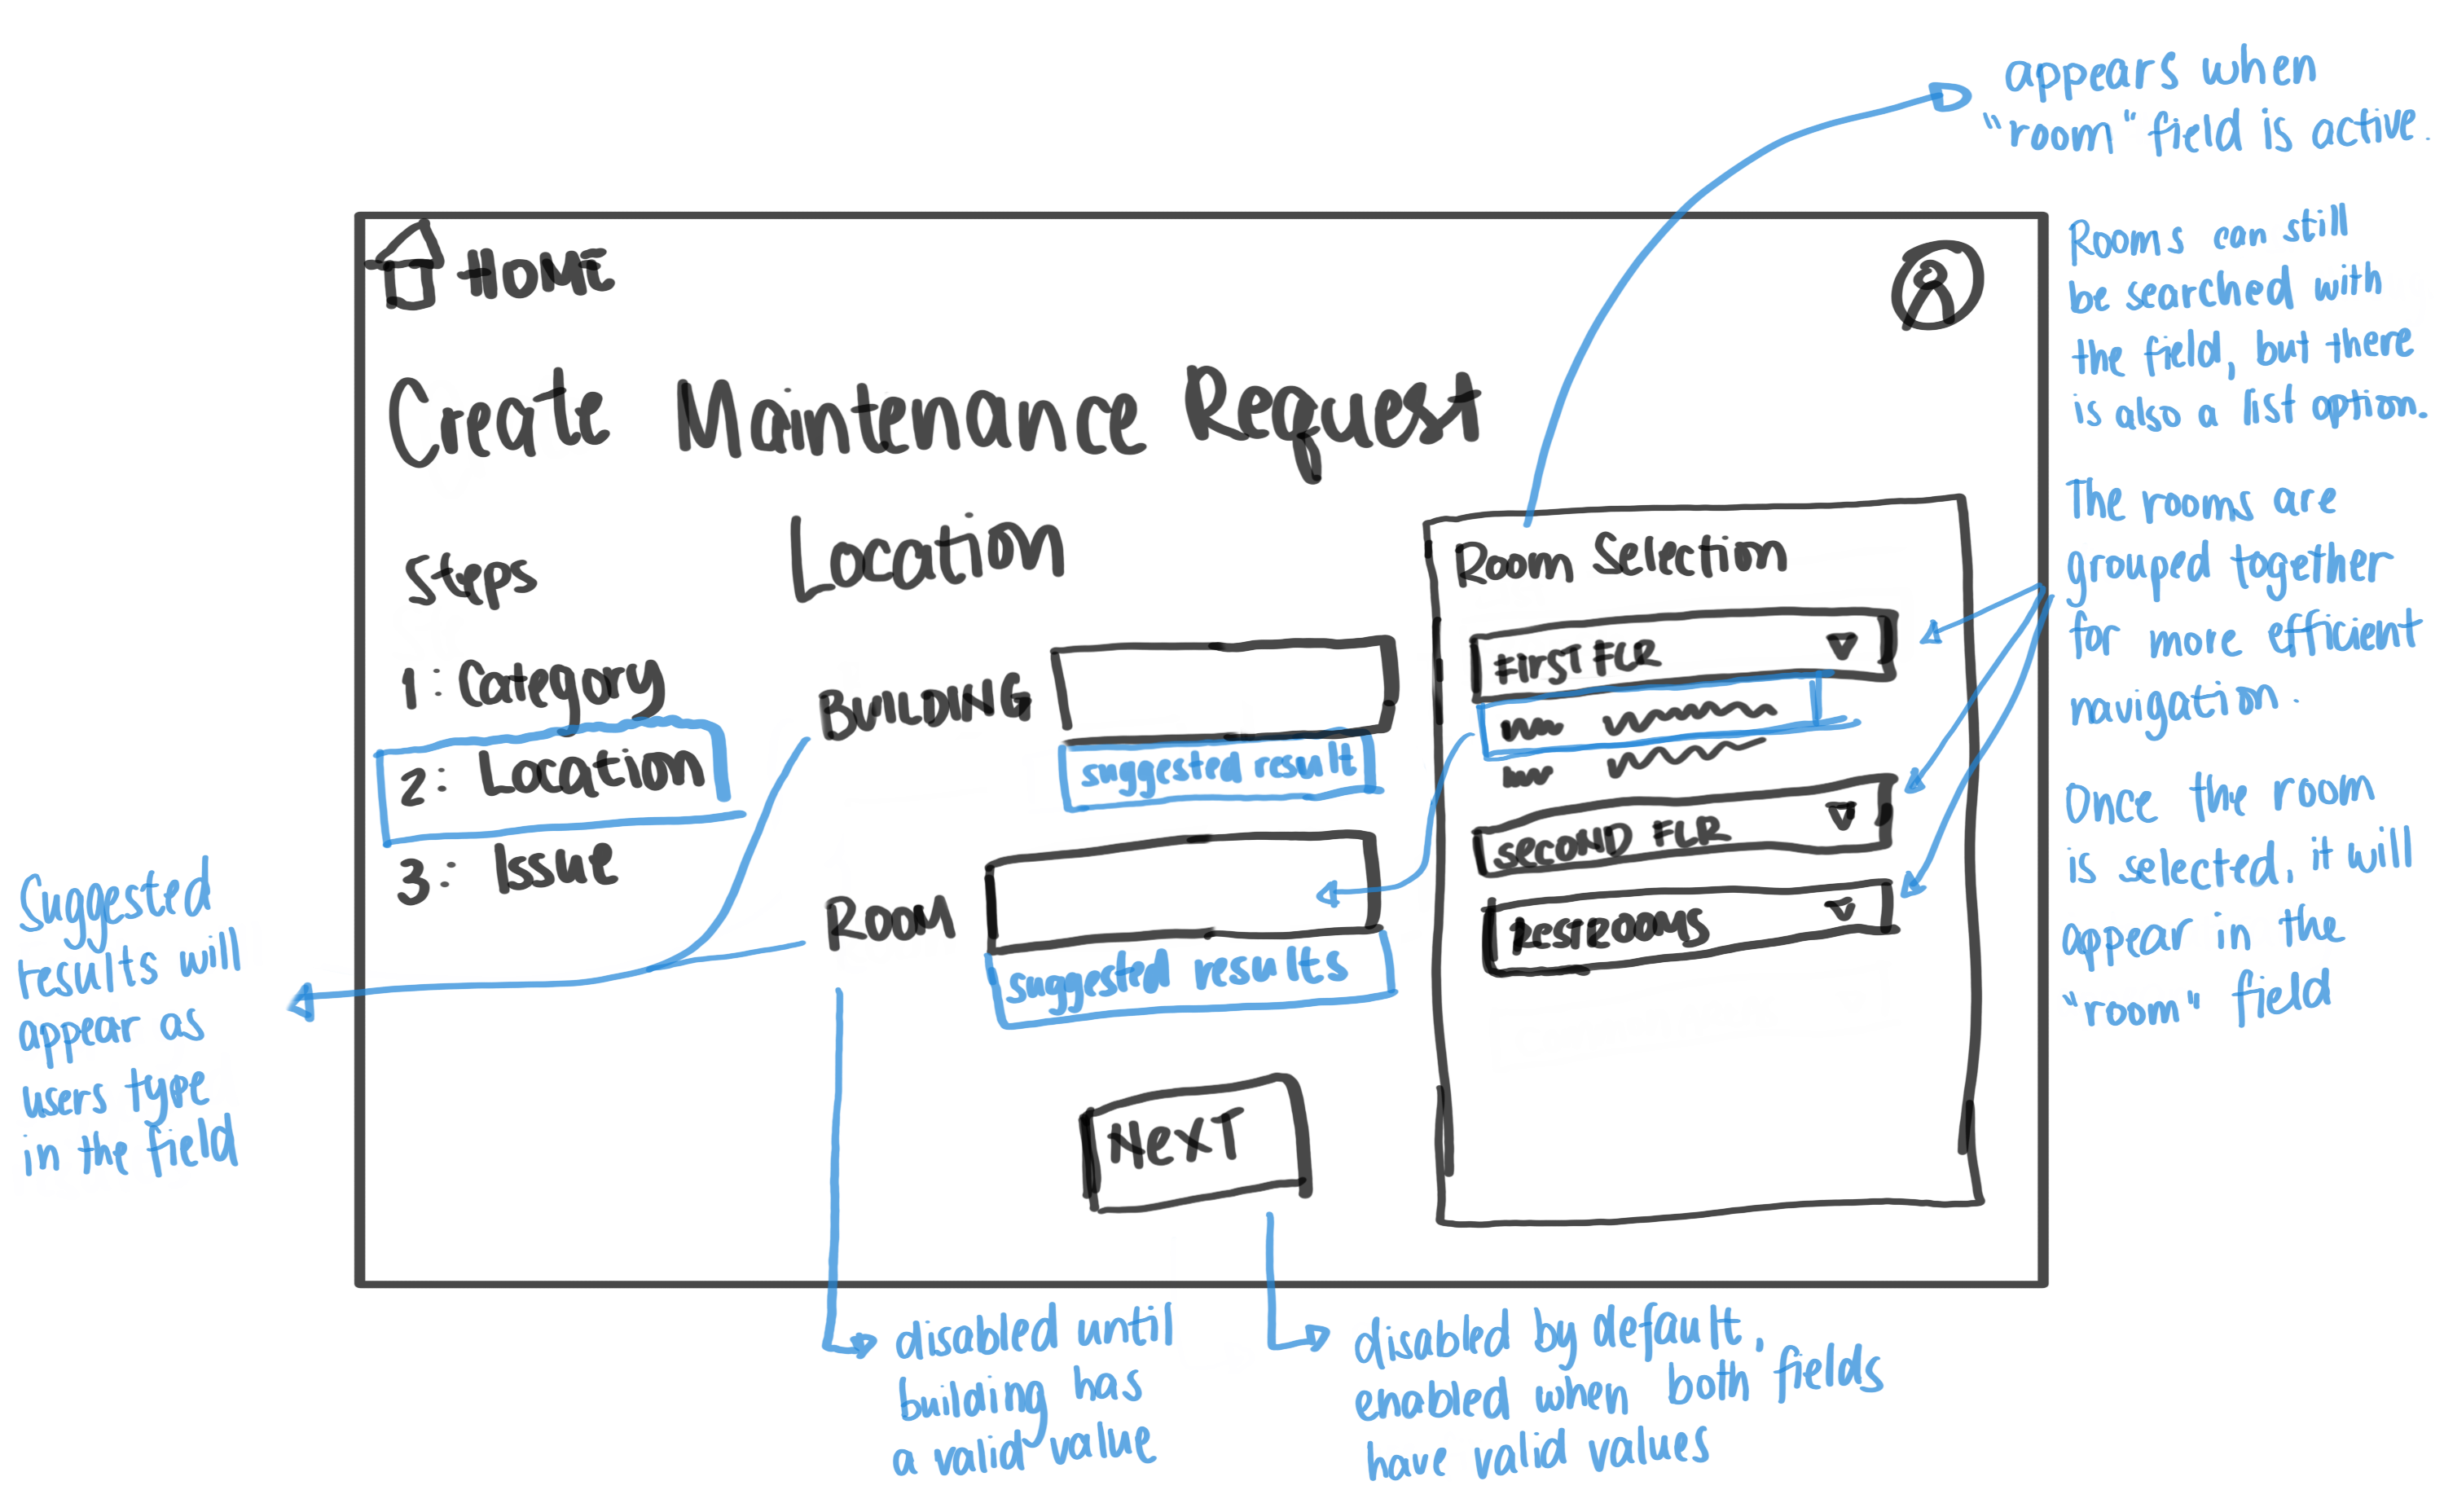 appears when
"room" field is active.
HOME
Rooms can still
be searched with
the field, but there
is also a list option.
Create Maintenance Request
The rooms are
grouped together
for more efficient
navigation.
Location
Room Selection
Steps
1: Category
2: Location
3: Issue
BUILDING
suggested result
ROOM
suggested results
FIRST FLR
SECOND FLR
RESTROOMS
Once the room
is selected, it will
appear in the
"room" field
Suggested
results will
appear as
users type
in the field
NEXT
disabled until
building has
a valid value
disabled by default,
enabled when both fields
have valid values